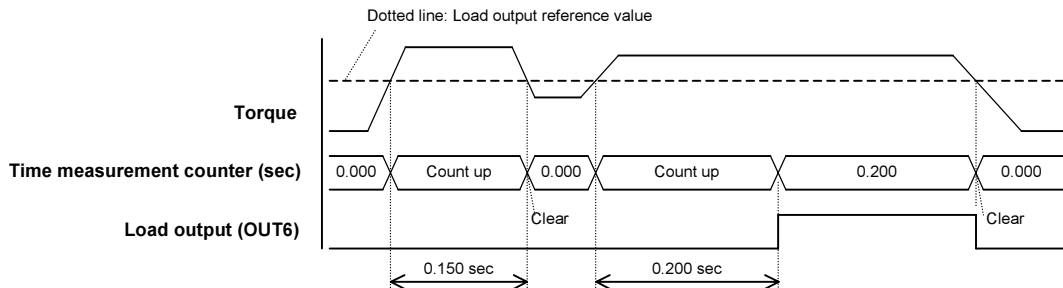 Dotted line: Load output reference value
Torque
Time measurement counter (sec)
0.000
Count up
0.000
Count up
0.200
0.000
Clear
Clear
Load output (OUT6)
0.150 sec
0.200 sec